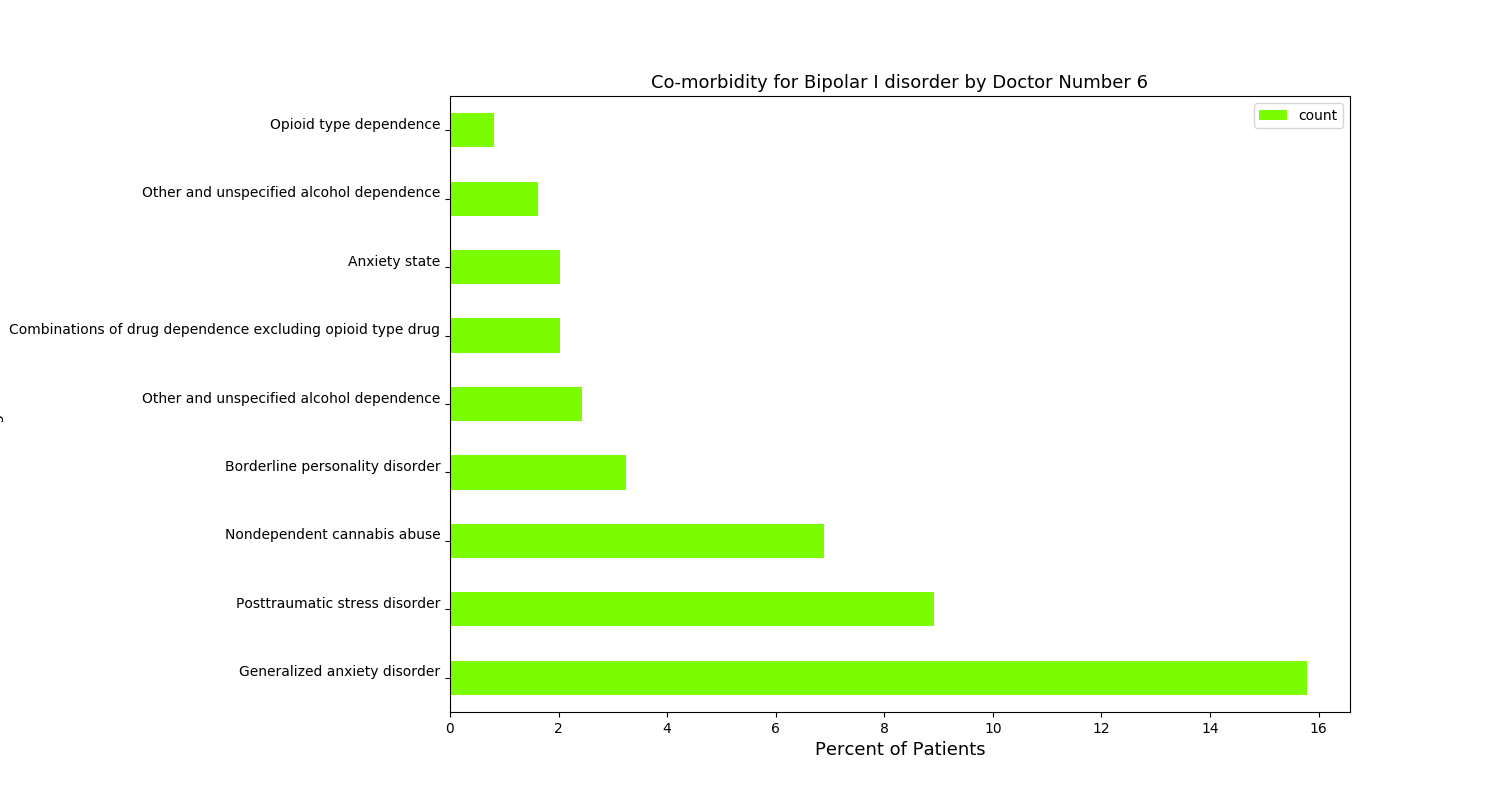 Co-morbidity for Bipolar I disorder by Doctor Number 6
count
Opioid type dependence
Other and unspecified alcohol dependence
Anxiety state
Combinations of drug dependence excluding opioid type drug
Other and unspecified alcohol dependence
Borderline personality disorder
Nondependent cannabis abuse
Posttraumatic stress disorder
Generalized anxiety disorder
0 2 4 6 8 10 12 14 16
Percent of Patients